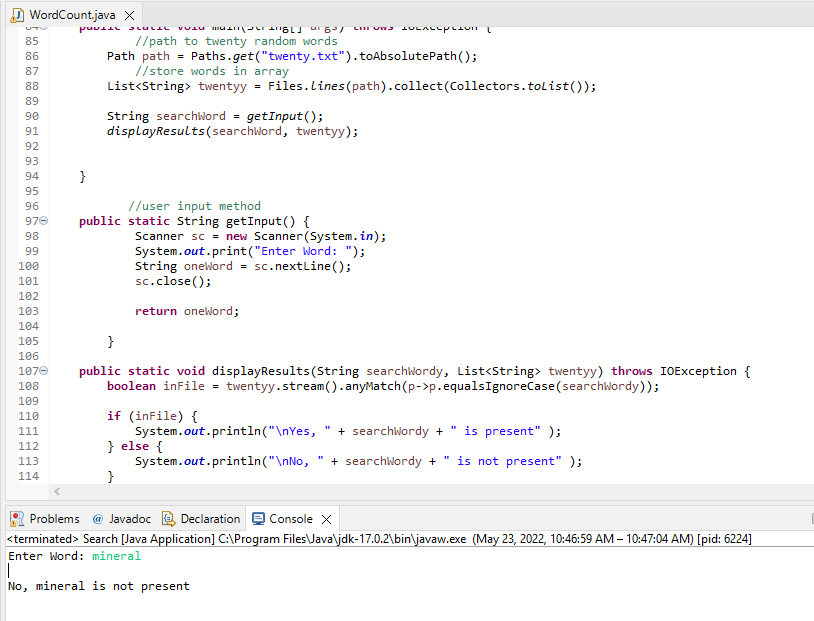 WordCount.java
84 public static void main(String[] args) throws IOException {
85 //path to twenty random words
86 Path path = Paths.get("twenty.txt").toAbsolutePath();
87 //store words in array
88 List<String> twentyy = Files.lines(path).collect(Collectors.toList());
89
90 String searchWord = getInput();
91 displayResults(searchWord, twentyy);
92
93
94 }
95
96 //user input method
97 public static String getInput() {
98 Scanner sc = new Scanner(System.in);
99 System.out.print("Enter Word: ");
100 String oneWord = sc.nextLine();
101 sc.close();
102
103 return oneWord;
104
105 }
106
107 public static void displayResults(String searchWordy, List<String> twentyy) throws IOException {
108 boolean inFile = twentyy.stream().anyMatch(p->p.equalsIgnoreCase(searchWordy));
109
110 if (inFile) {
111 System.out.println("\nYes, " + searchWordy + " is present" );
112 } else {
113 System.out.println("\nNo, " + searchWordy + " is not present" );
114 }
Problems @ Javadoc Declaration Console
<terminated> Search [Java Application] C:\Program Files\Java\jdk-17.0.2\bin\javaw.exe (May 23, 2022, 10:46:59 AM – 10:47:04 AM) [pid: 6224]
Enter Word: mineral
No, mineral is not present